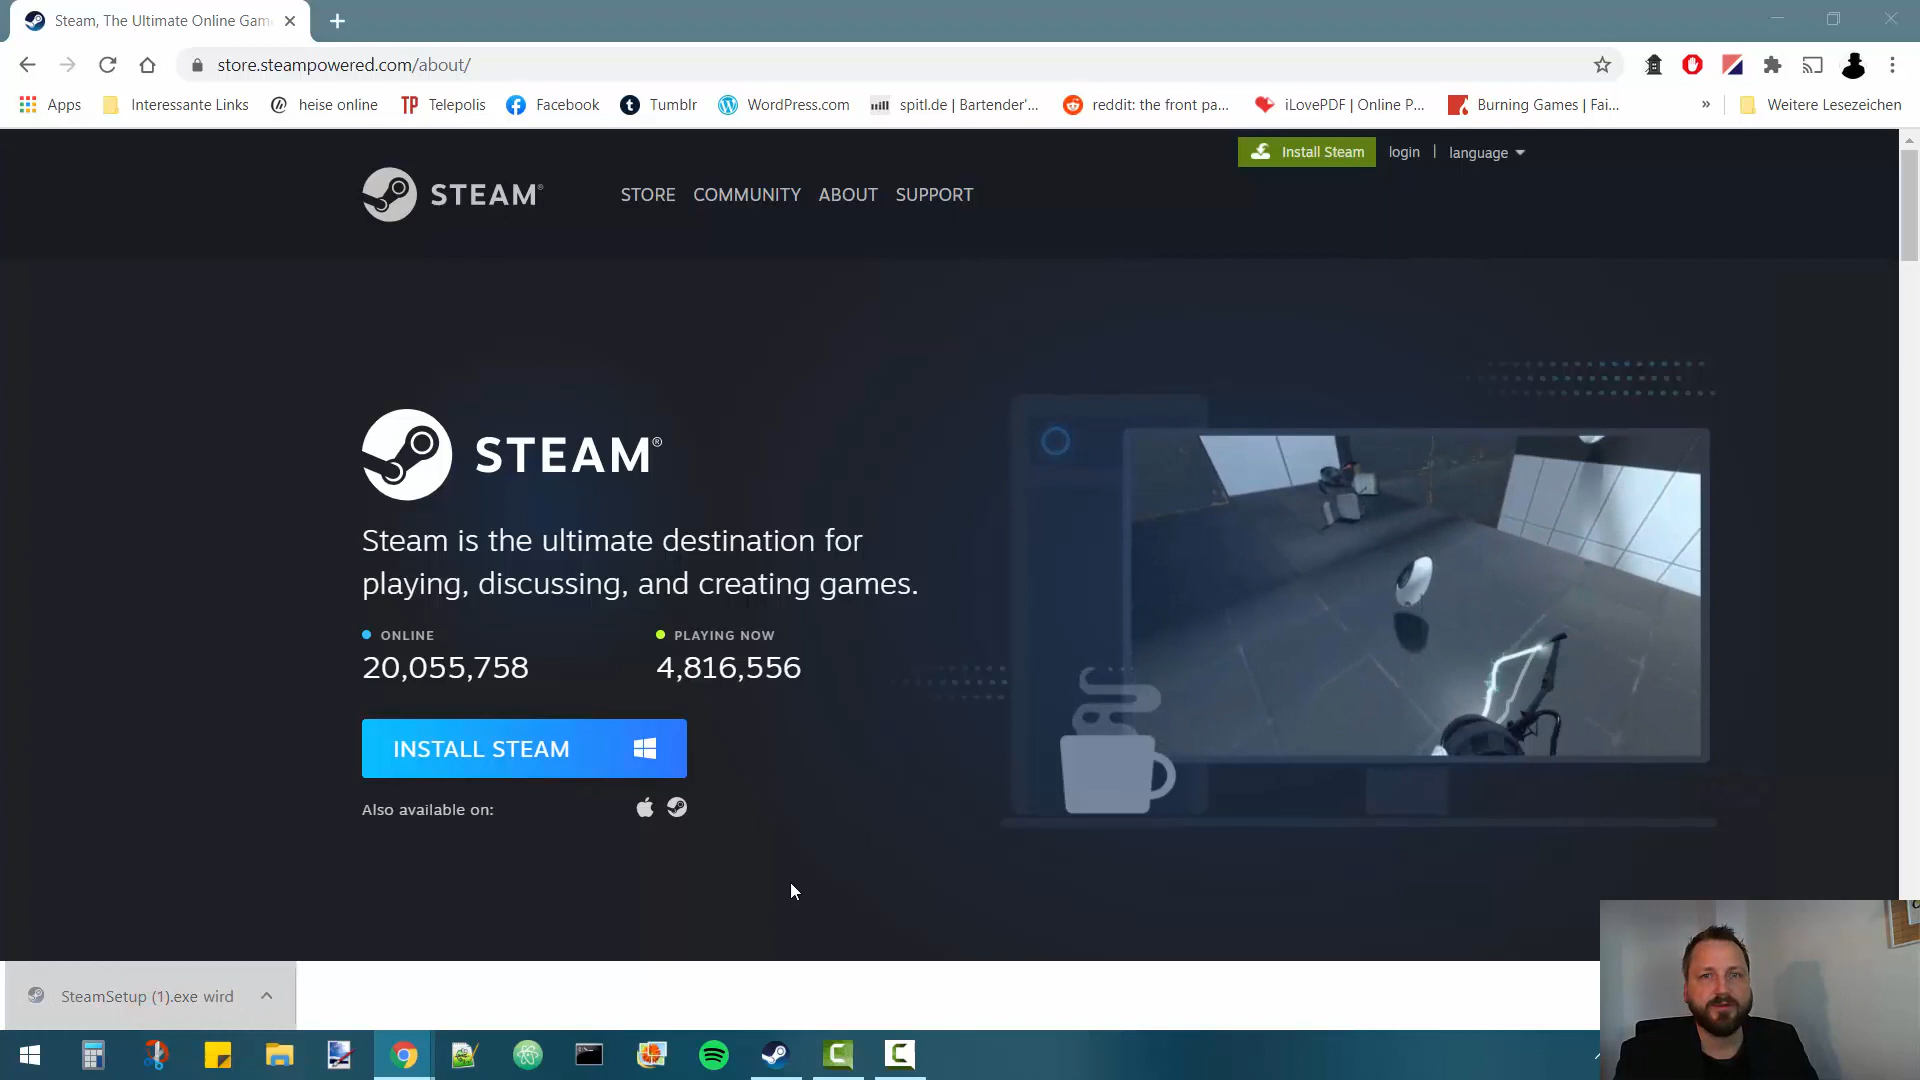 Steam, The Ultimate Online Gam
store.steampowered.com/about/
Apps
Interessante Links
heise online
TP Telepolis
Facebook
Tumblr
WordPress.com
spitl.de | Bartender'...
reddit: the front pa...
iLovePDF | Online P...
Burning Games | Fai...
»
Weitere Lesezeichen
Install Steam
login
|
language
STEAM®
STORE
COMMUNITY
ABOUT
SUPPORT
STEAM®
Steam is the ultimate destination for
playing, discussing, and creating games.
ONLINE
PLAYING NOW
20,055,758
4,816,556
INSTALL STEAM
Also available on:
SteamSetup (1).exe wird